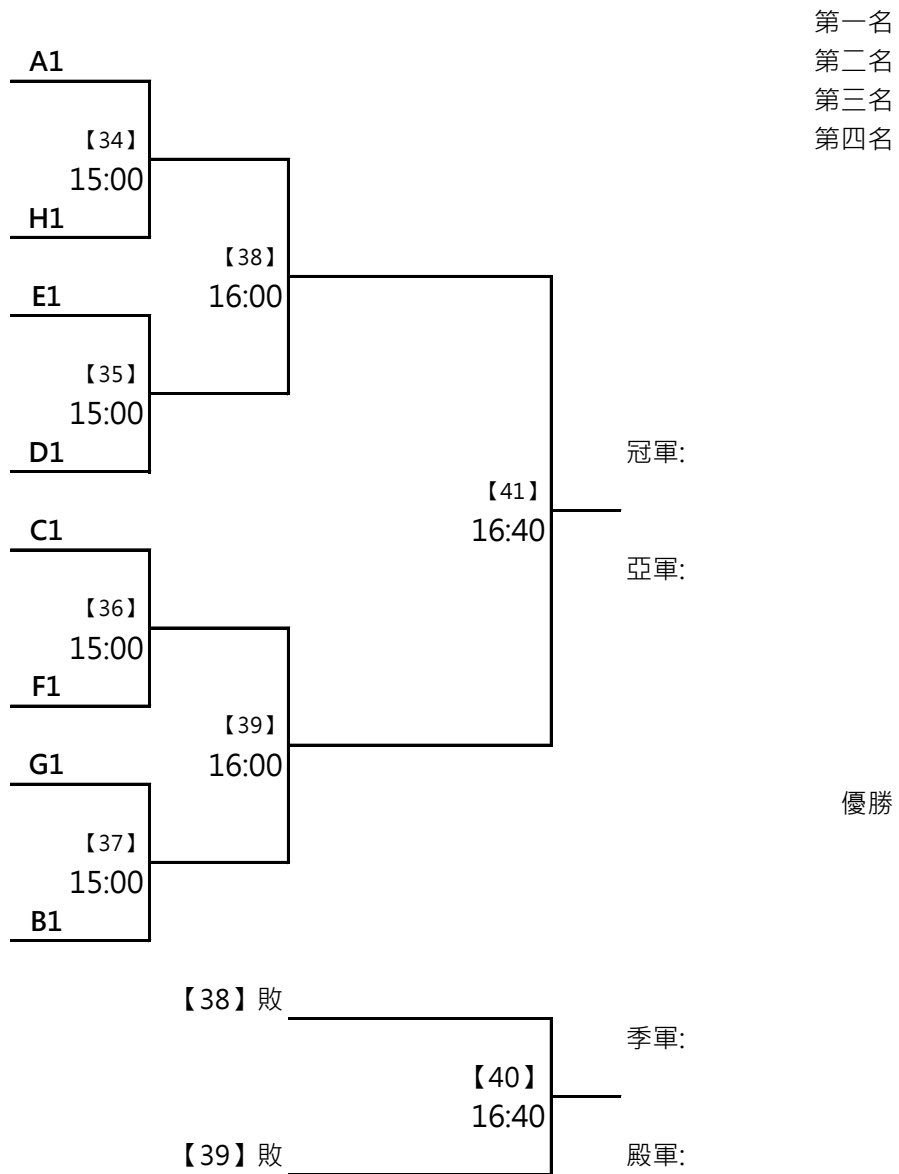 第一名
A1
第二名
第三名
【34】
第四名
15:00
H1
【38】
E1
16:00
【35】
15:00
D1
冠軍:
【41】
C1
16:40
亞軍:
【36】
15:00
F1
【39】
G1
16:00
優勝
【37】
15:00
B1
【38】敗
季軍:
【40】
16:40
【39】敗
殿軍: